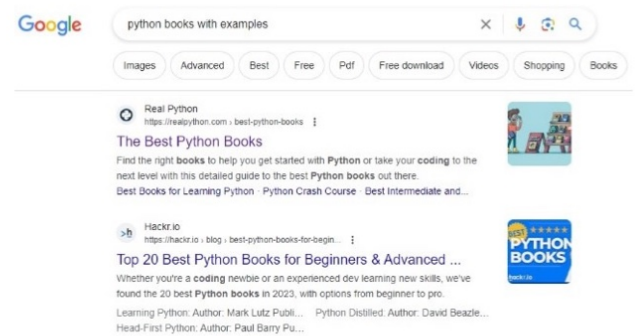 Google
python books with examples
Images Advanced Best Free Pdf Free download Videos Shopping Books
Real Python
https://realpython.com › best-python-books
The Best Python Books
Find the right books to help you get started with Python or take your coding to the
next level with this detailed guide to the best Python books out there.
Best Books for Learning Python · Python Crash Course · Best Intermediate and...
Hackr.io
https://hackr.io › blog › best-python-books-for-begin...
Top 20 Best Python Books for Beginners & Advanced ...
Whether you're a coding newbie or an experienced dev learning new skills, we've
found the 20 best Python books in 2023, with options from beginner to pro.
Learning Python: Author: Mark Lutz Publi... Python Distilled: Author: David Beazle...
Head-First Python: Author: Paul Barry Pu...
BEST
PYTHON
BOOKS
hackr.io